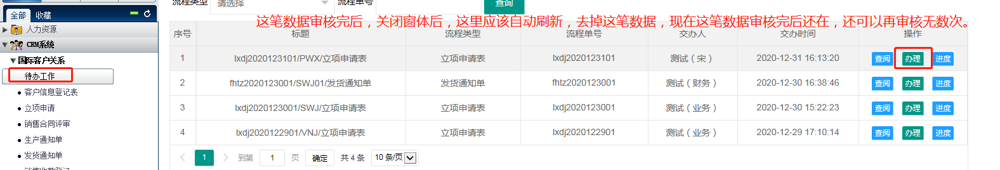 流程类型 请选择 流程单号 查询
全部 收藏
这笔数据审核完后，关闭窗体后，这里应该自动刷新，去掉这笔数据，现在这笔数据审核完后还在，还可以再审核无数次。
人力资源
CRM系统
国际客户关系
待办工作
客户信息登记表
立项申请
销售合同评审
生产通知单
发货通知单
序号 标题 流程类型 流程单号 交办人 交办时间 操作
1 lxdj2020123101/PWX/立项申请表 立项申请表 lxdj2020123101 测试（宋） 2020-12-31 16:13:20 查阅 办理 进度
2 fhtz2020123001/SWJ01/发货通知单 发货通知单 fhtz2020123001 测试（财务） 2020-12-30 16:38:46 查阅 办理 进度
3 lxdj2020123001/SWJ/立项申请表 立项申请表 lxdj2020123001 测试（业务） 2020-12-30 15:22:23 查阅 办理 进度
4 lxdj2020122901/VNJ/立项申请表 立项申请表 lxdj2020122901 测试（业务） 2020-12-29 17:10:14 查阅 办理 进度
1 到第 1 页 确定 共 4 条 10 条/页